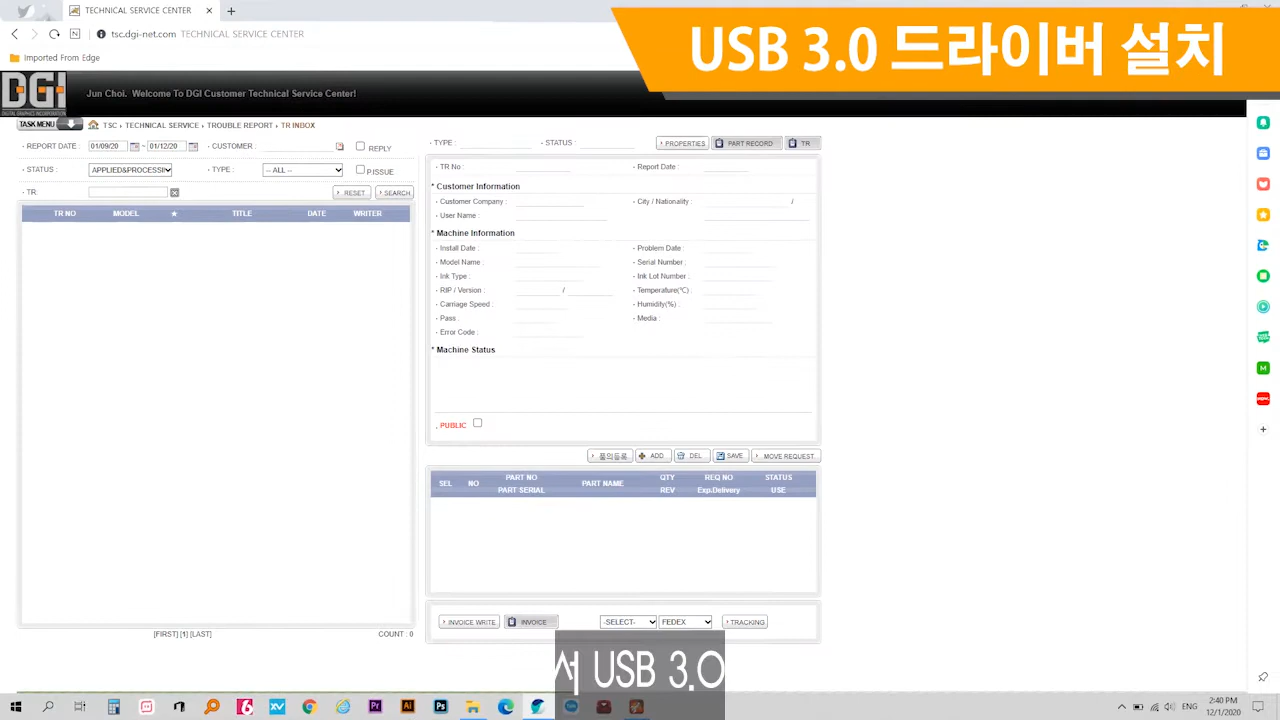 TECHNICAL SERVICE CENTER
USB 3.0 드라이버 설치
tsc.dgi-net.com TECHNICAL SERVICE CENTER
Imported From Edge
DGI
DIGITAL GRAPHICS INCORPORATION
Jun Choi. Welcome To DGI Customer Technical Service Center!
TASK MENU
TSC › TECHNICAL SERVICE › TROUBLE REPORT › TR INBOX
REPORT DATE : 01/09/20 ~ 01/12/20 CUSTOMER : REPLY
STATUS : APPLIED&PROCESSIN TYPE : -- ALL -- P.ISSUE
TR: RESET SEARCH
TR NO MODEL ★ TITLE DATE WRITER
[FIRST] [1] [LAST] COUNT : 0
TYPE : STATUS : PROPERTIES PART RECORD TR
TR No : Report Date :
* Customer Information
Customer Company : City / Nationality : /
User Name :
* Machine Information
Install Date : Problem Date :
Model Name : Serial Number :
Ink Type : Ink Lot Number :
RIP / Version : / Temperature(℃) :
Carriage Speed : Humidity(%) :
Pass : Media :
Error Code :
* Machine Status
, PUBLIC
품의등록 ADD DEL SAVE MOVE REQUEST
SEL NO PART NO PART NAME QTY REQ NO STATUS
PART SERIAL REV Exp.Delivery USE
INVOICE WRITE INVOICE -SELECT- FEDEX TRACKING
서 USB 3.0
ENG
2:40 PM
12/1/2020